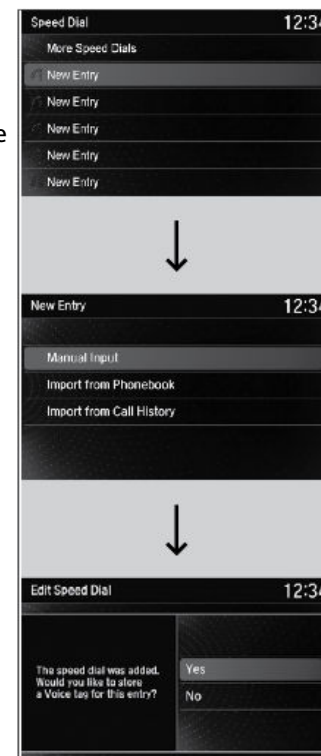 Speed Dial 12:34
More Speed Dials
New Entry
New Entry
e
New Entry
New Entry
New Entry
New Entry 12:34
Manual Input
Import from Phonebook
Import from Call History
Edit Speed Dial 12:34
The speed dial was added.
Would you like to store
a Voice tag for this entry?
Yes
No